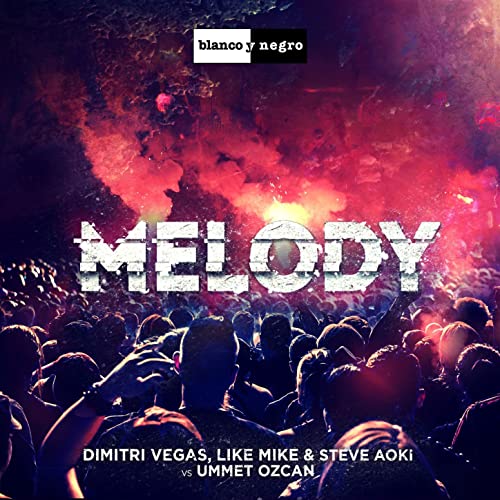 blanco y negro
MELODY
DIMITRI VEGAS, LIKE MIKE & STEVE AOKi
vs UMMET OZCAN